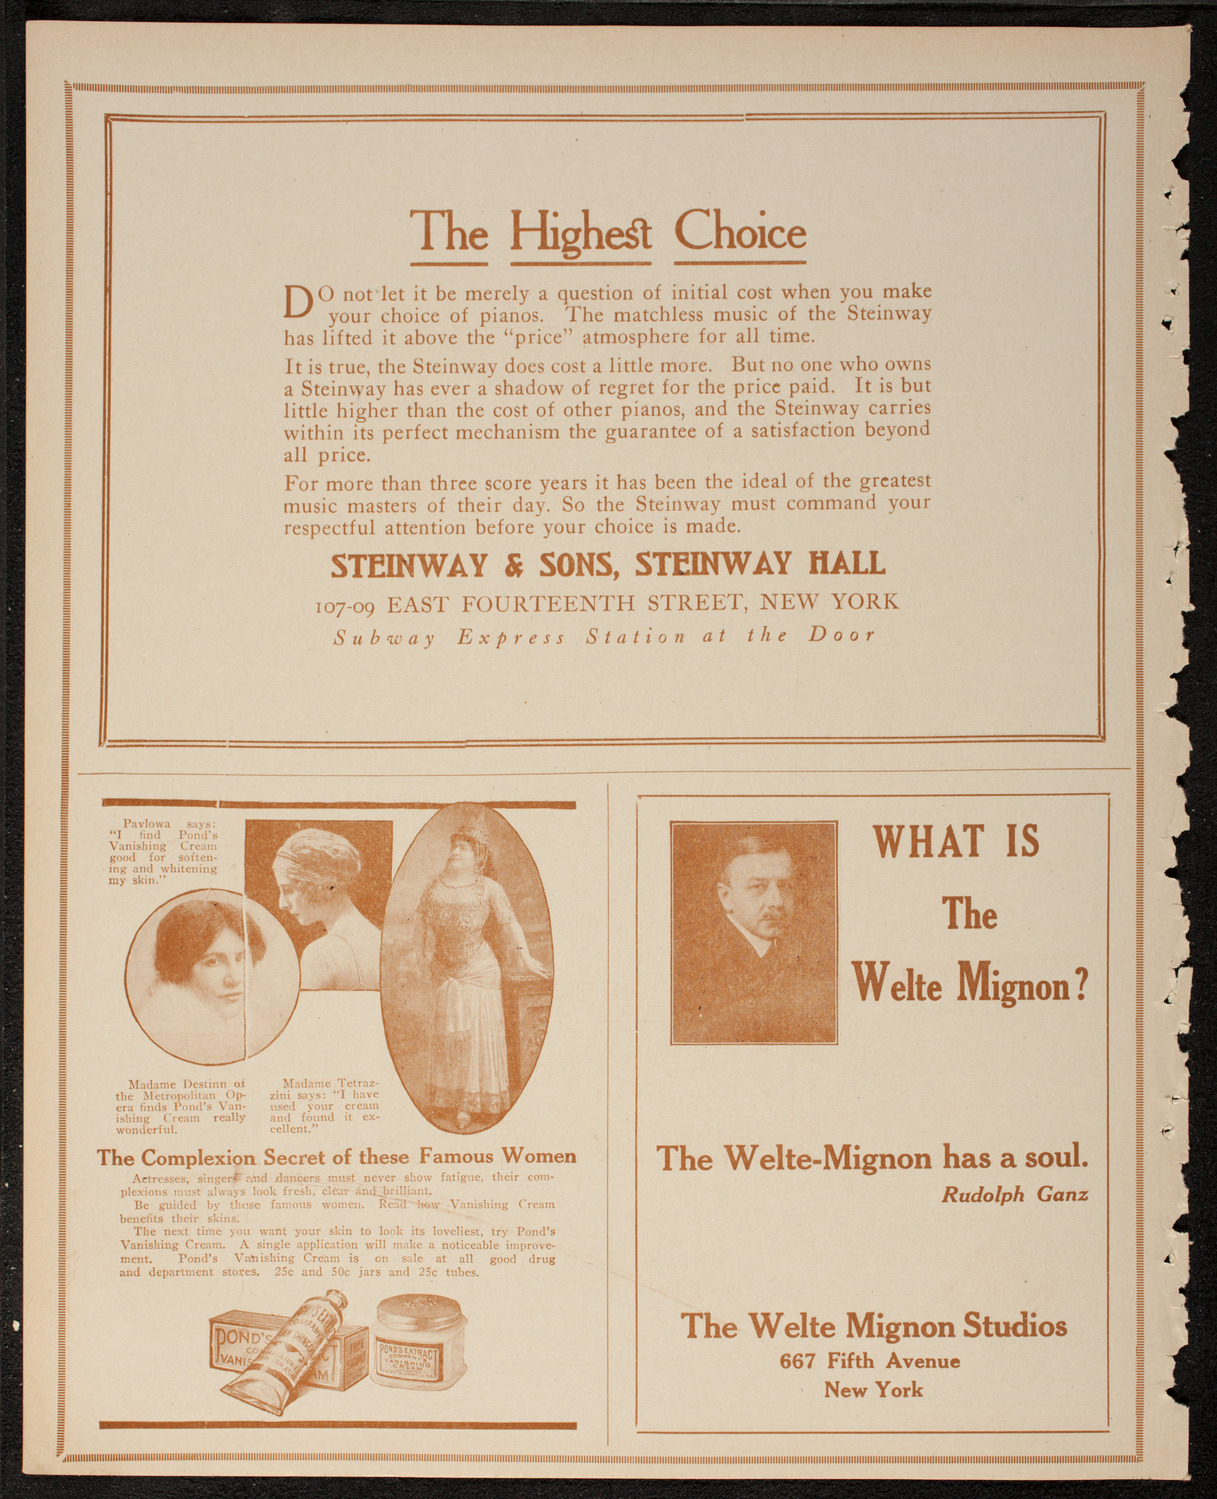 The Highest Choice
DO not let it be merely a question of initial cost when you make
your choice of pianos. The matchless music of the Steinway
has lifted it above the "price" atmosphere for all time.
It is true, the Steinway does cost a little more. But no one who owns
a Steinway has ever a shadow of regret for the price paid. It is but
little higher than the cost of other pianos, and the Steinway carries
within its perfect mechanism the guarantee of a satisfaction beyond
all price.
For more than three score years it has been the ideal of the greatest
music masters of their day. So the Steinway must command your
respectful attention before your choice is made.
STEINWAY & SONS, STEINWAY HALL
107-09 EAST FOURTEENTH STREET, NEW YORK
Subway Express Station at the Door
Pavlowa says:
"I find Pond's
Vanishing Cream
good for soften-
ing and whitening
my skin."
Madame Destinn of
the Metropolitan Op-
era finds Pond's Van-
ishing Cream really
wonderful.
Madame Tetraz-
zini says: "I have
used your cream
and found it ex-
cellent."
The Complexion Secret of these Famous Women
Actresses, singers and dancers must never show fatigue, their com-
plexions must always look fresh, clear and brilliant.
Be guided by these famous women. Read how Vanishing Cream
benefits their skins.
The next time you want your skin to look its loveliest, try Pond's
Vanishing Cream. A single application will make a noticeable improve-
ment. Pond's Vanishing Cream is on sale at all good drug
and department stores. 25c and 50c jars and 25c tubes.
POND'S
VANIS
AM
POND'S EXTRACT
COMPANY'S
VANISHING
CREAM
WHAT IS
The
Welte Mignon?
The Welte-Mignon has a soul.
Rudolph Ganz
The Welte Mignon Studios
667 Fifth Avenue
New York